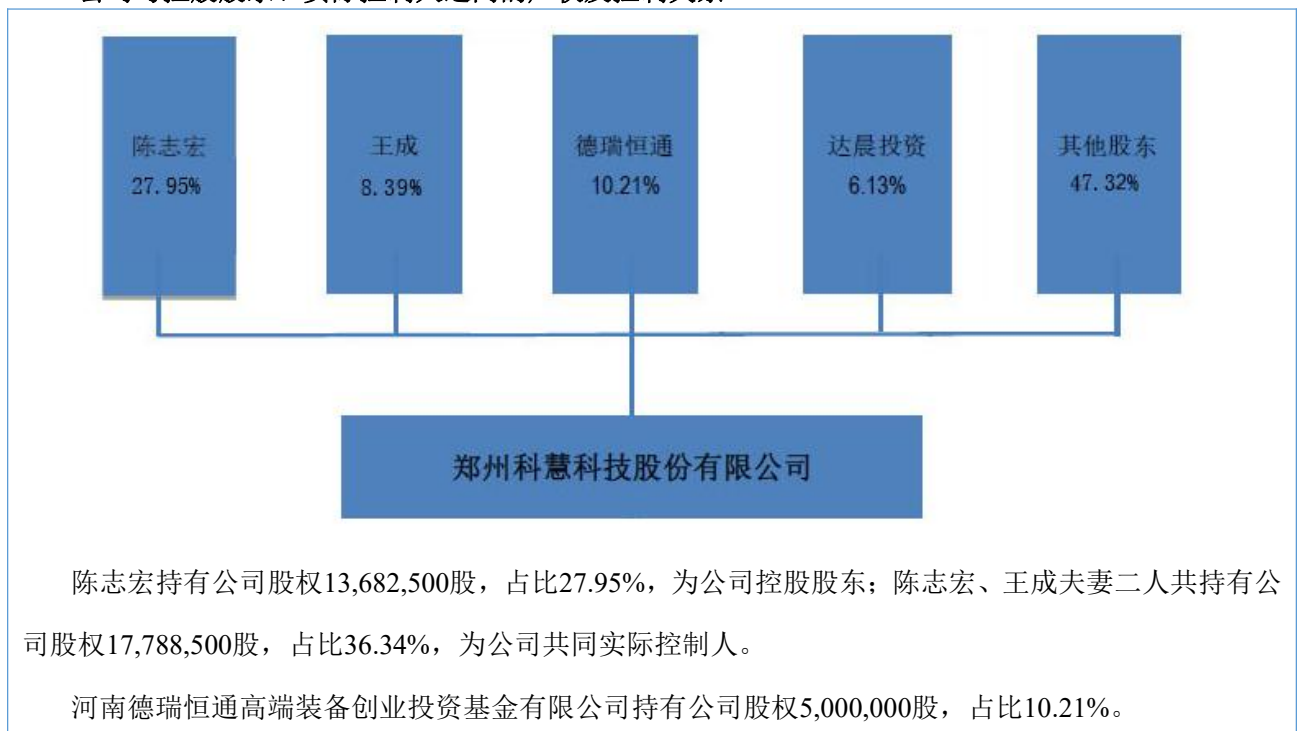 陈志宏
27.95%
王成
8.39%
德瑞恒通
10.21%
达晨投资
6.13%
其他股东
47.32%
郑州科慧科技股份有限公司
陈志宏持有公司股权13,682,500股，占比27.95%，为公司控股股东；陈志宏、王成夫妻二人共持有公
司股权17,788,500股，占比36.34%，为公司共同实际控制人。
河南德瑞恒通高端装备创业投资基金有限公司持有公司股权5,000,000股，占比10.21%。